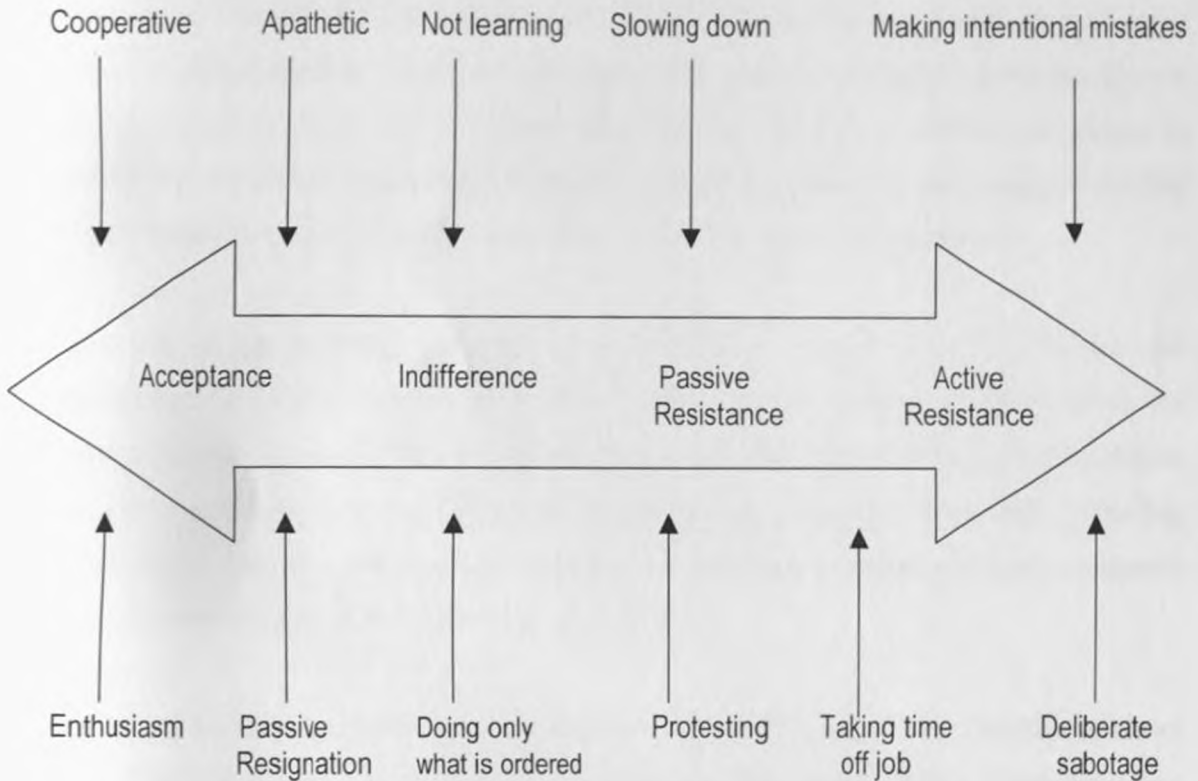 Cooperative Apathetic Not learning Slowing down Making intentional mistakes
Acceptance Indifference Passive Active
Resistance Resistance
Enthusiasm Passive Doing only Protesting Taking time Deliberate
Resignation what is ordered off job sabotage